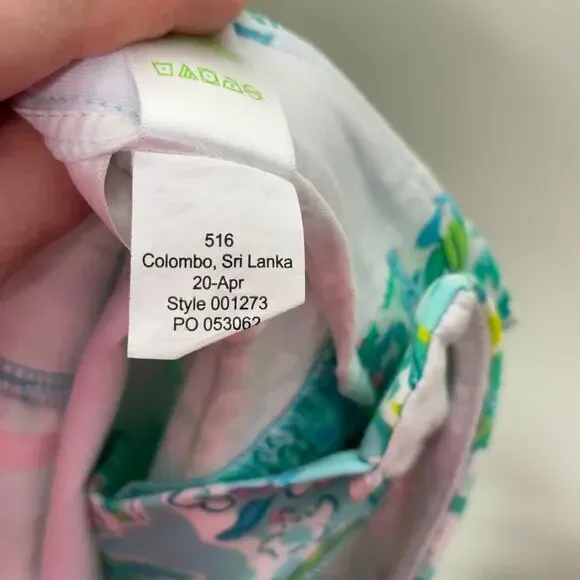 516
Colombo, Sri Lanka
20-Apr
Style 001273
PO 053062